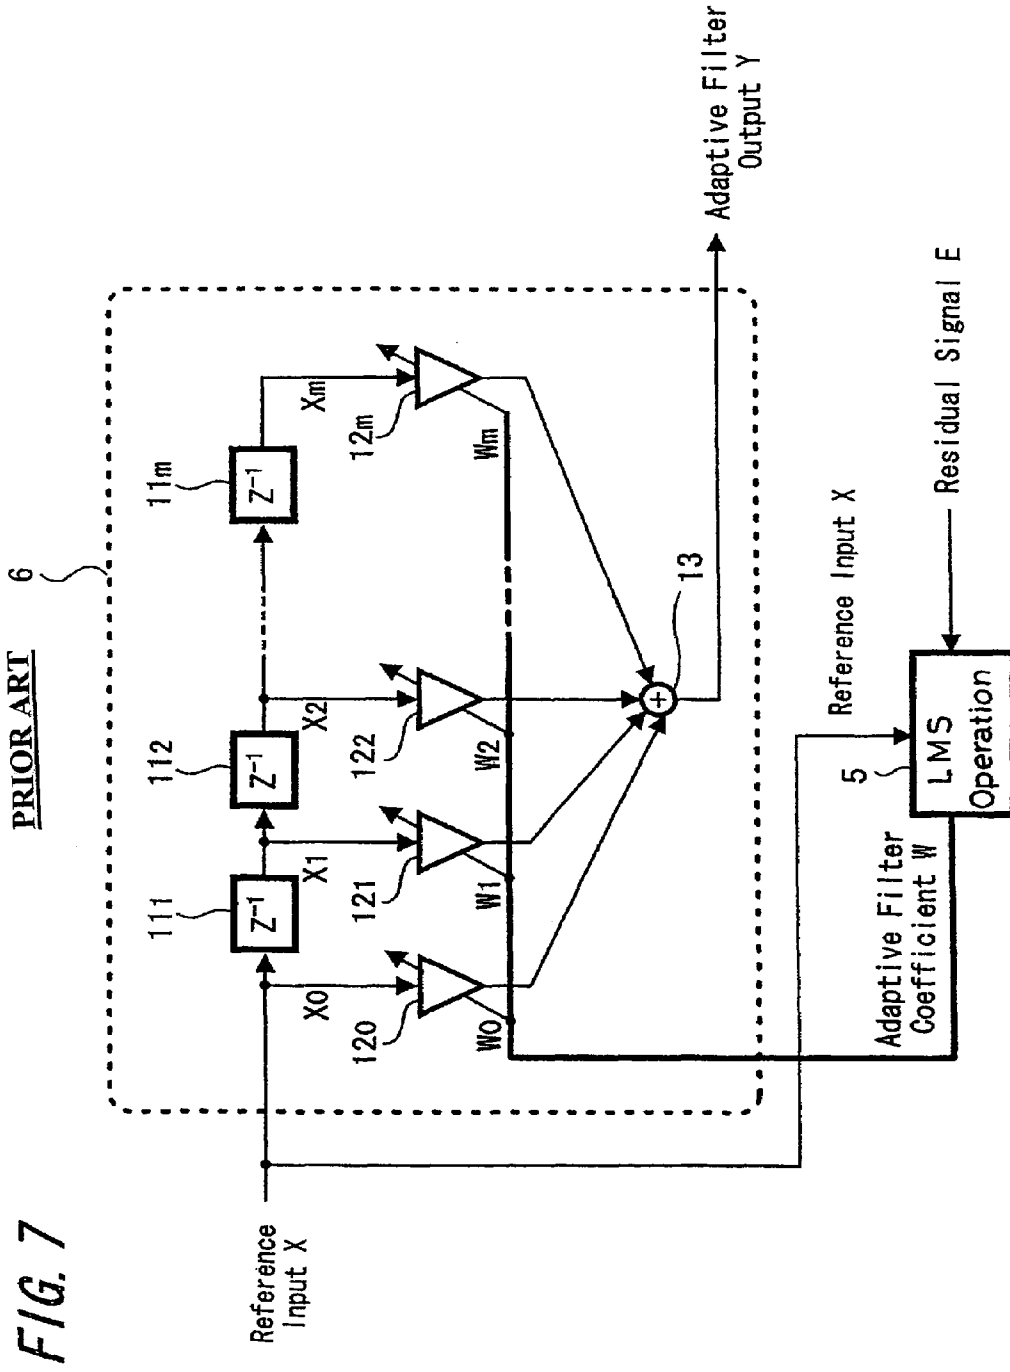 FIG. 7
PRIOR ART
6
111
Z⁻¹
112
Z⁻¹
11m
Z⁻¹
Reference
Input X
X0
X1
X2
Xm
120
121
122
12m
W0
W1
W2
Wm
+
13
Adaptive Filter
Output Y
Reference Input X
Adaptive Filter
Coefficient W
5
LMS
Operation
Residual Signal E